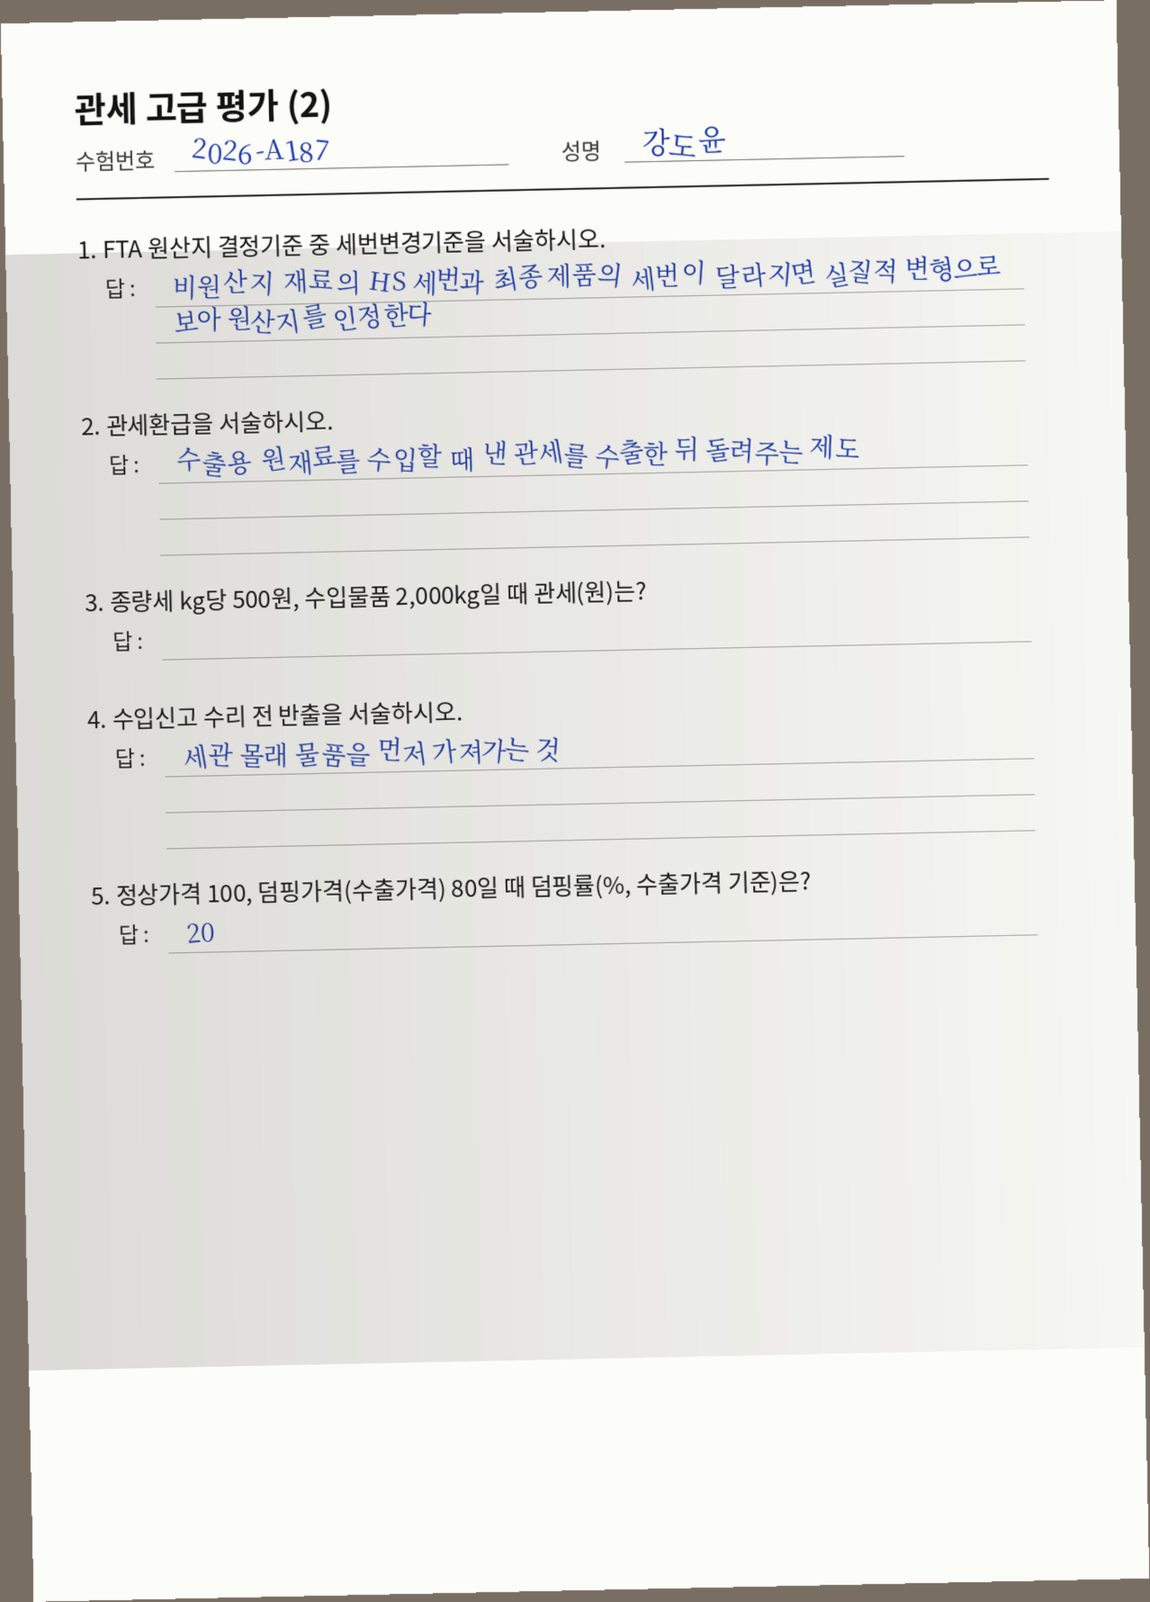 관세 고급 평가 (2)
수험번호 2026-A187 성명 강도윤
1. FTA 원산지 결정기준 중 세번변경기준을 서술하시오.
답 : 비원산지 재료의 HS 세번과 최종제품의 세번이 달라지면 실질적 변형으로
보아 원산지를 인정한다
2. 관세환급을 서술하시오.
답 : 수출용 원재료를 수입할 때 낸 관세를 수출한 뒤 돌려주는 제도
3. 종량세 kg당 500원, 수입물품 2,000kg일 때 관세(원)는?
답 :
4. 수입신고 수리 전 반출을 서술하시오.
답 : 세관 몰래 물품을 먼저 가져가는 것
5. 정상가격 100, 덤핑가격(수출가격) 80일 때 덤핑률(%, 수출가격 기준)은?
답 : 20